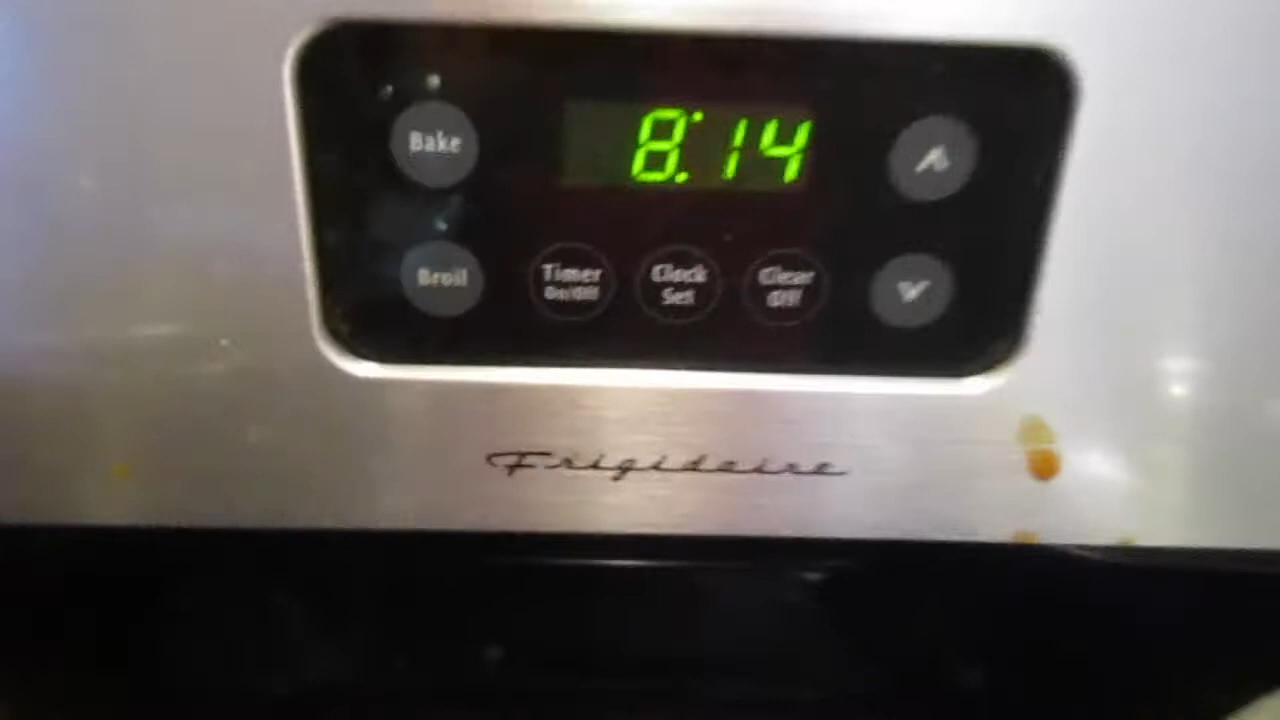 8:14
Bake
Broil
Timer
On/Off
Clock
Set
Clear
Off
Frigidaire